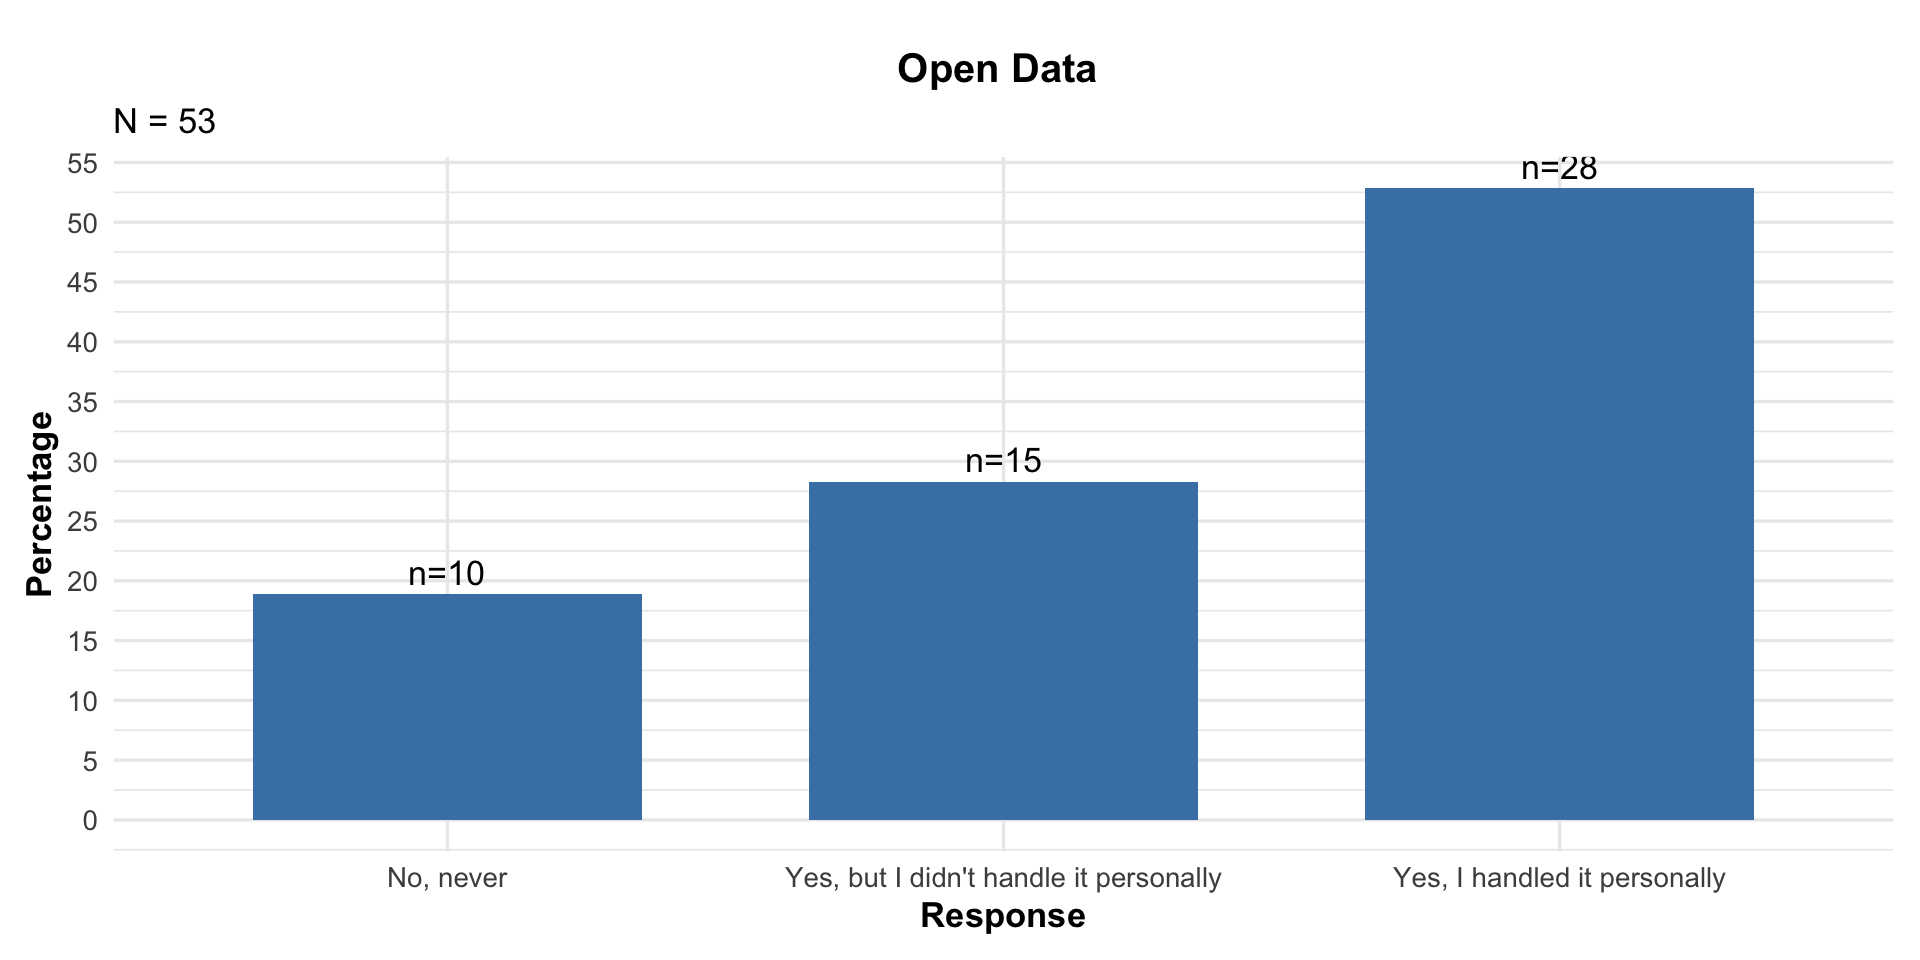 Open Data
N = 53
55
50
45
40
35
30
25
20
15
10
5
0
Percentage
n=10
n=15
n=28
No, never
Yes, but I didn't handle it personally
Yes, I handled it personally
Response